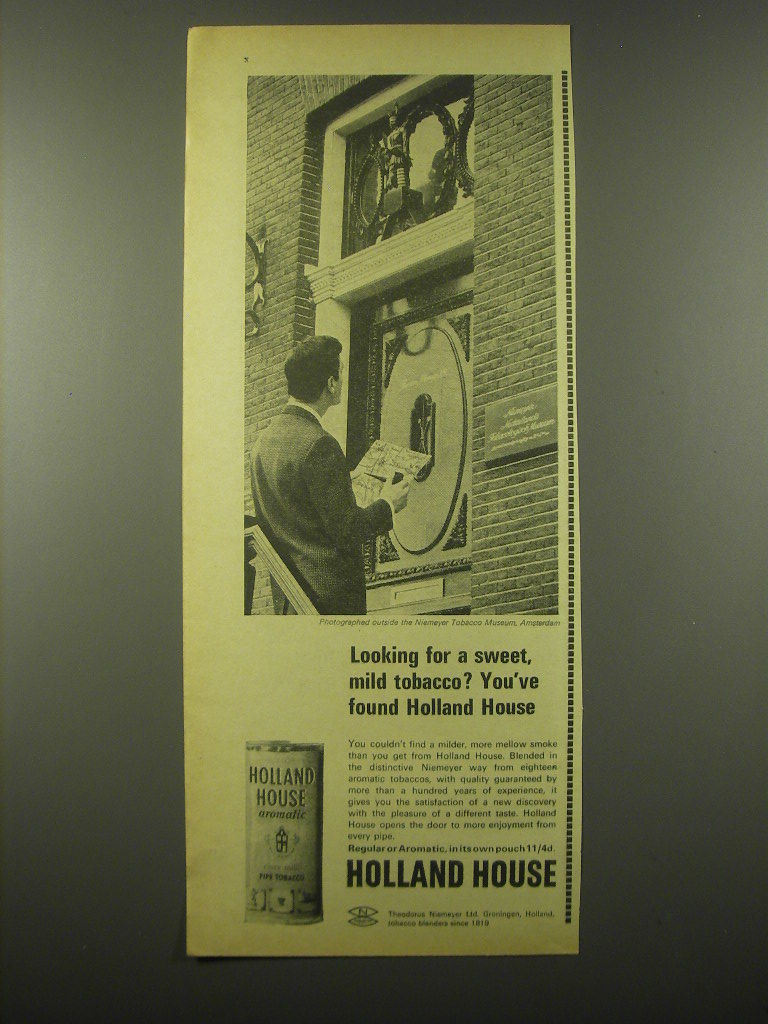 Niemeyer
Tobacco Museum, Amsterdam
Photographed outside the Niemeyer Tobacco Museum, Amsterdam
Looking for a sweet,
mild tobacco? You've
found Holland House
You couldn't find a milder, more mellow smoke
than you get from Holland House. Blended in
the distinctive Niemeyer way from eighteen
aromatic tobaccos, with quality guaranteed by
more than a hundred years of experience, it
gives you the satisfaction of a new discovery
with the pleasure of a different taste. Holland
House opens the door to more enjoyment from
every pipe.
Regular or Aromatic, in its own pouch 11/4d.
HOLLAND HOUSE
HOLLAND
HOUSE
aromatic
PIPE TOBACCO
N
Theodorus Niemeyer Ltd. Groningen, Holland,
tobacco blenders since 1819